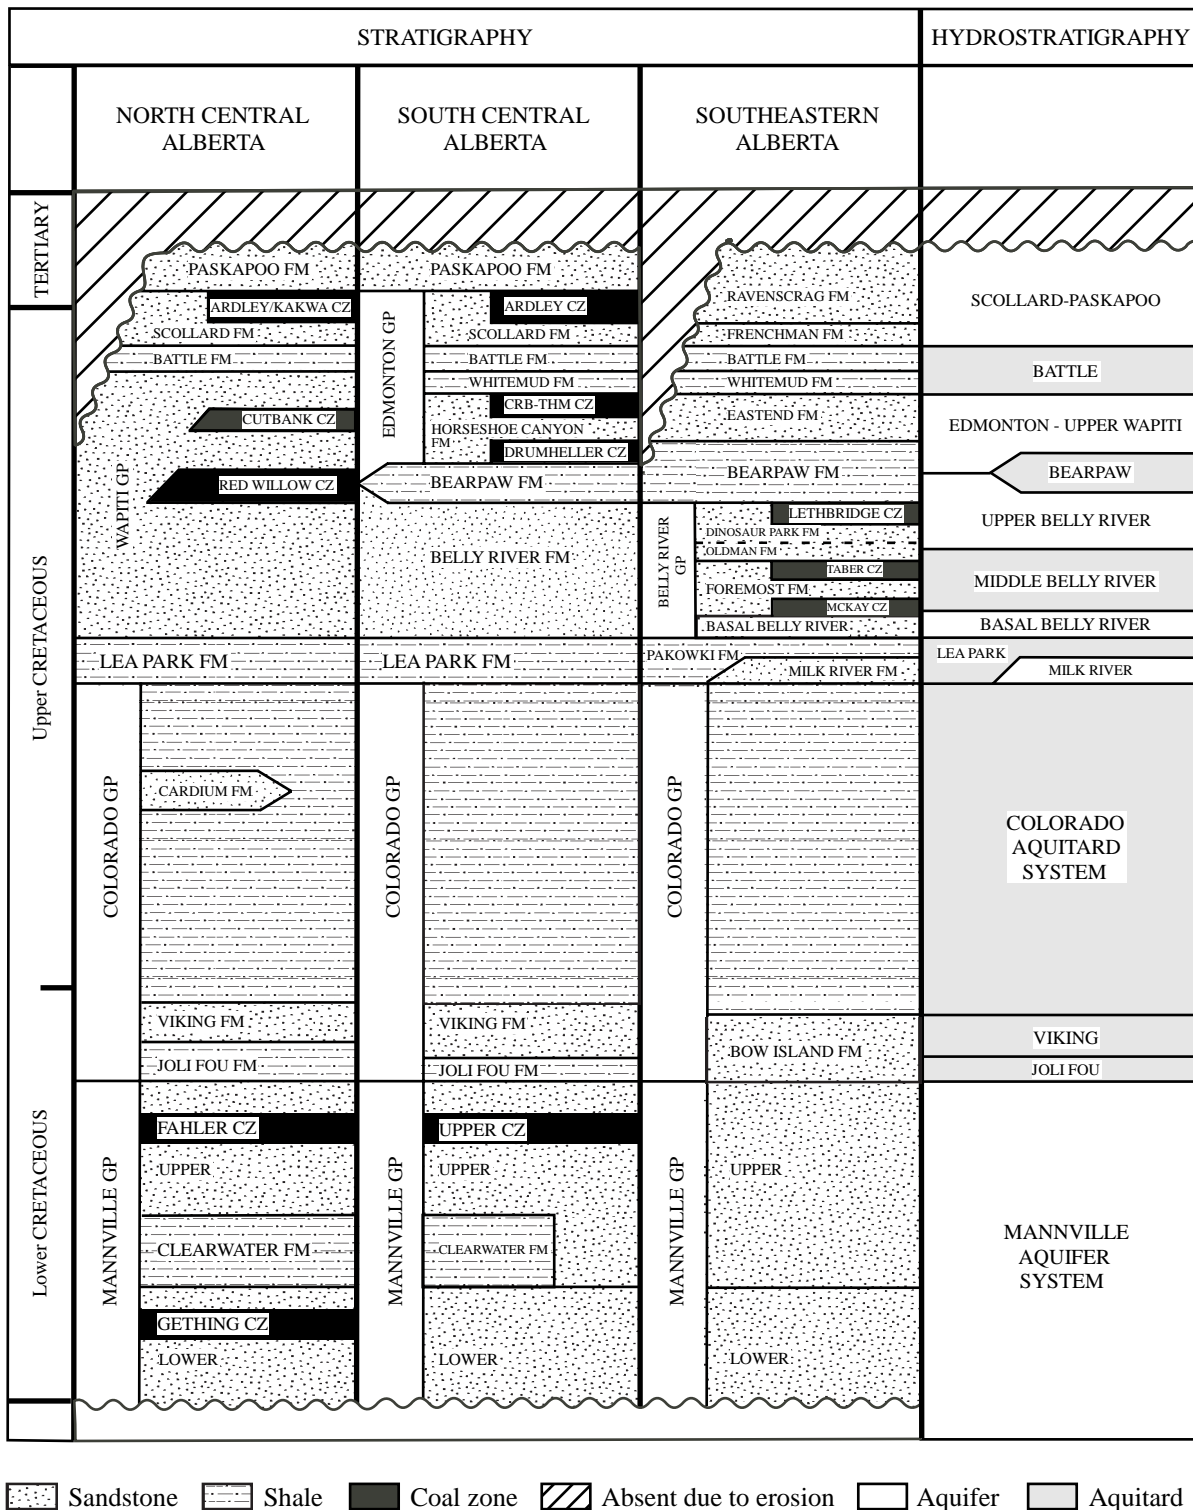 STRATIGRAPHY
HYDROSTRATIGRAPHY
NORTH CENTRAL
ALBERTA
SOUTH CENTRAL
ALBERTA
SOUTHEASTERN
ALBERTA
TERTIARY
Upper CRETACEOUS
Lower CRETACEOUS
PASKAPOO FM
ARDLEY/KAKWA CZ
SCOLLARD FM
BATTLE FM
CUTBANK CZ
RED WILLOW CZ
WAPITI GP
LEA PARK FM
COLORADO GP
CARDIUM FM
VIKING FM
JOLI FOU FM
MANNVILLE GP
FAHLER CZ
UPPER
CLEARWATER FM
GETHING CZ
LOWER
PASKAPOO FM
EDMONTON GP
ARDLEY CZ
SCOLLARD FM
BATTLE FM
WHITEMUD FM
CRB-THM CZ
HORSESHOE CANYON
FM
DRUMHELLER CZ
BEARPAW FM
BELLY RIVER FM
LEA PARK FM
COLORADO GP
VIKING FM
JOLI FOU FM
MANNVILLE GP
UPPER CZ
UPPER
CLEARWATER FM
LOWER
RAVENSCRAG FM
FRENCHMAN FM
BATTLE FM
WHITEMUD FM
EASTEND FM
BEARPAW FM
BELLY RIVER
GP
LETHBRIDGE CZ
DINOSAUR PARK FM
OLDMAN FM
TABER CZ
FOREMOST FM
MCKAY CZ
BASAL BELLY RIVER
PAKOWKI FM
MILK RIVER FM
COLORADO GP
BOW ISLAND FM
MANNVILLE GP
UPPER
LOWER
SCOLLARD-PASKAPOO
BATTLE
EDMONTON - UPPER WAPITI
BEARPAW
UPPER BELLY RIVER
MIDDLE BELLY RIVER
BASAL BELLY RIVER
LEA PARK
MILK RIVER
COLORADO
AQUITARD
SYSTEM
VIKING
JOLI FOU
MANNVILLE
AQUIFER
SYSTEM
Sandstone
Shale
Coal zone
Absent due to erosion
Aquifer
Aquitard